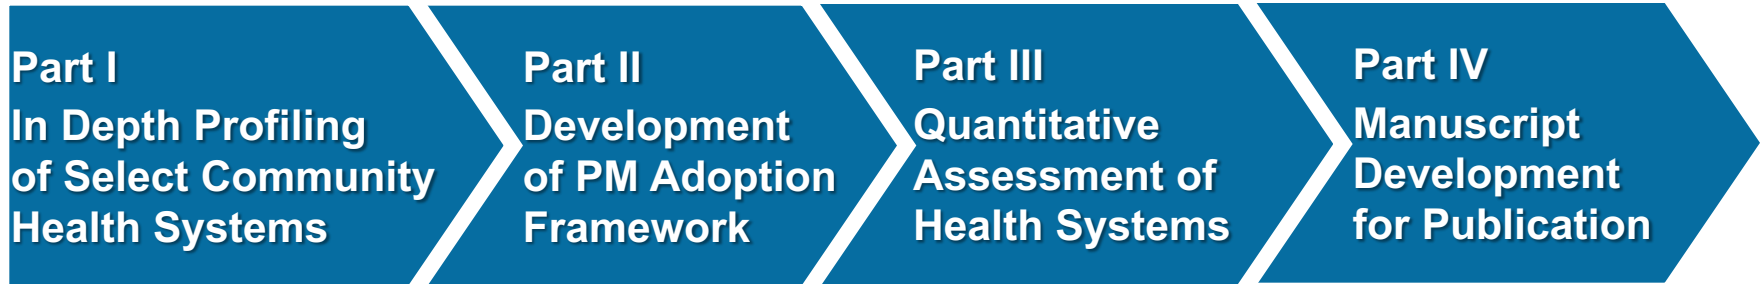 Part I
In Depth Profiling
of Select Community
Health Systems
Part II
Development
of PM Adoption
Framework
Part III
Quantitative
Assessment of
Health Systems
Part IV
Manuscript
Development
for Publication